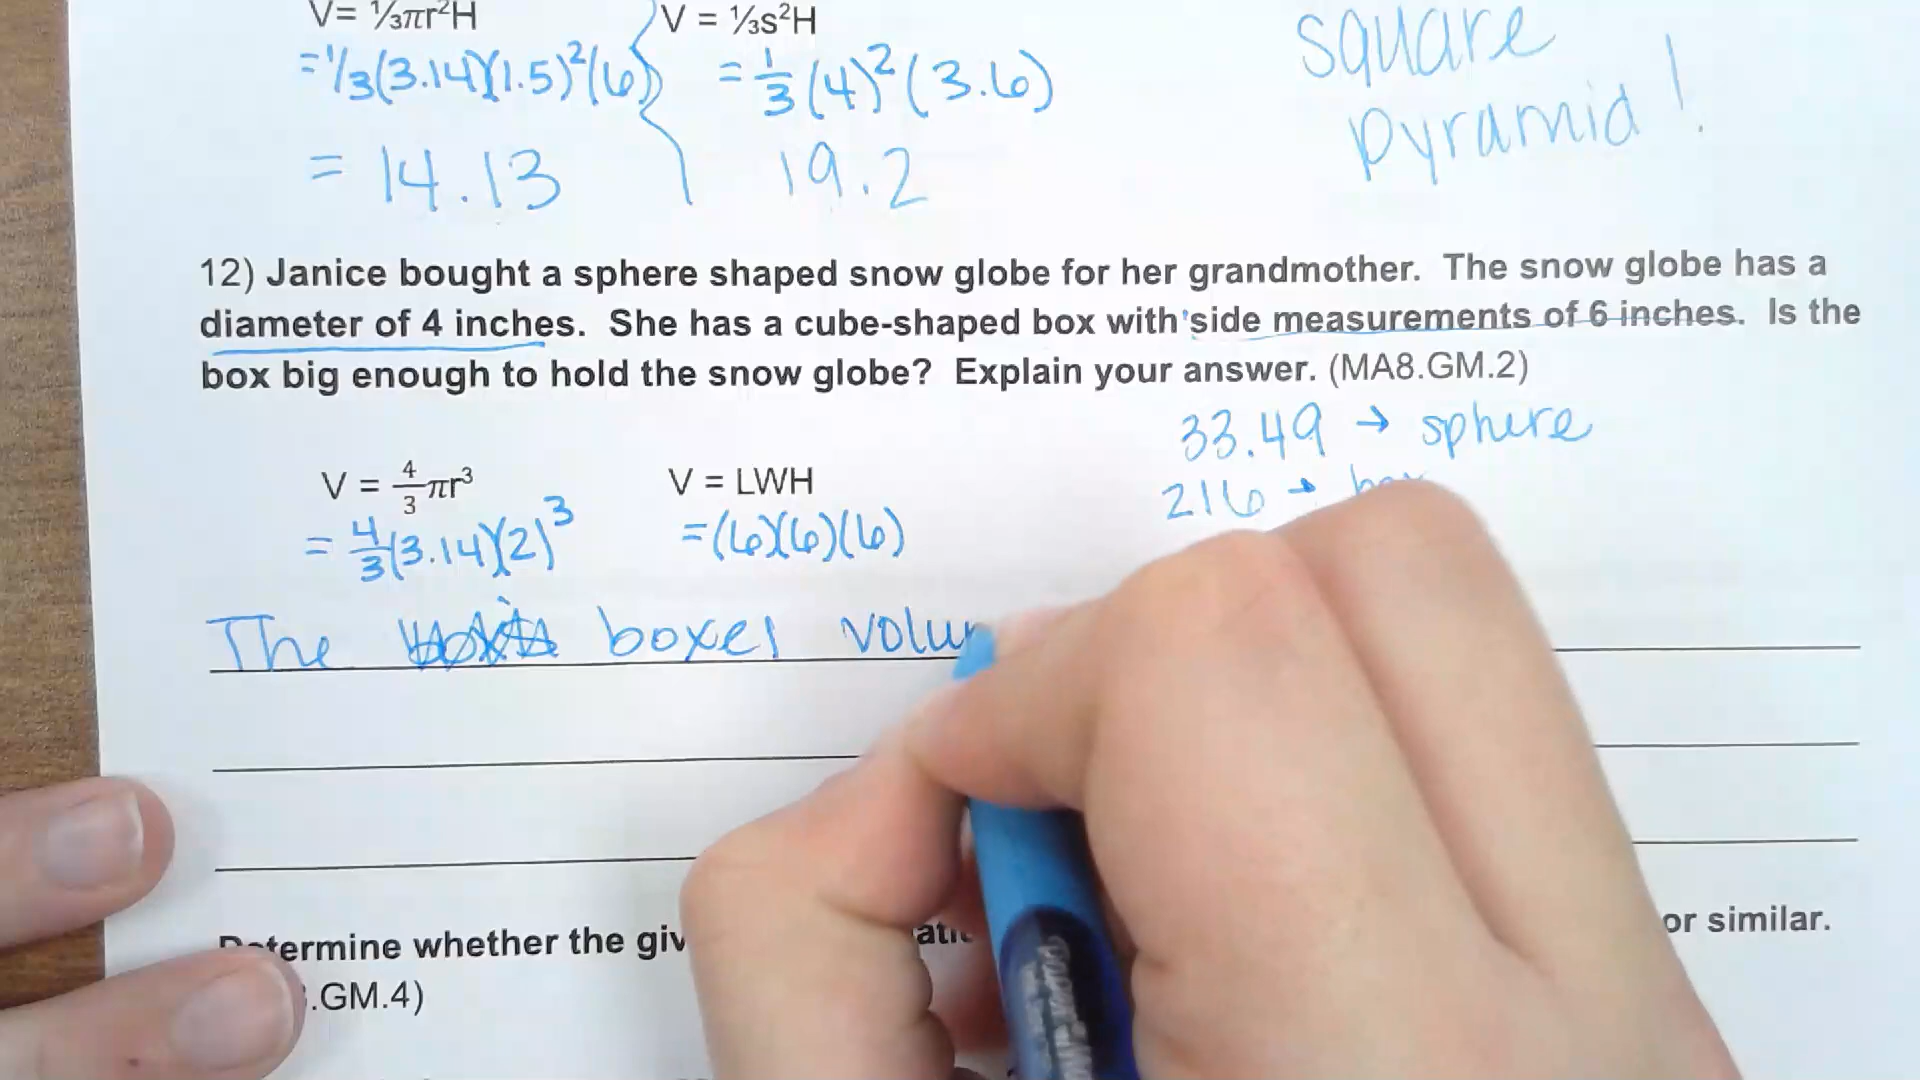 V= ⅓πr²H V = ⅓s²H square
=⅓(3.14)(1.5)²(6) = 1/3 (4)² (3.6) pyramid!
= 14.13 19.2
12) Janice bought a sphere shaped snow globe for her grandmother. The snow globe has a
diameter of 4 inches. She has a cube-shaped box with side measurements of 6 inches. Is the
box big enough to hold the snow globe? Explain your answer. (MA8.GM.2)
33.49 → sphere
V = 4/3 πr³ V = LWH 216 →
= 4/3 (3.14)(2)³ =(6)(6)(6)
The boxes
Determine whether the
or similar.
.GM.4)